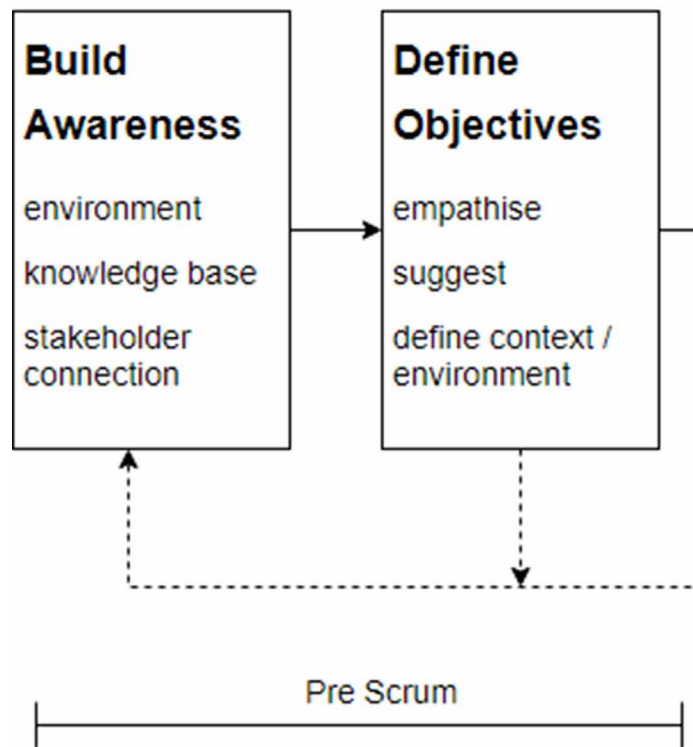 Build
Awareness
environment
knowledge base
stakeholder
connection
Define
Objectives
empathise
suggest
define context /
environment
Pre Scrum